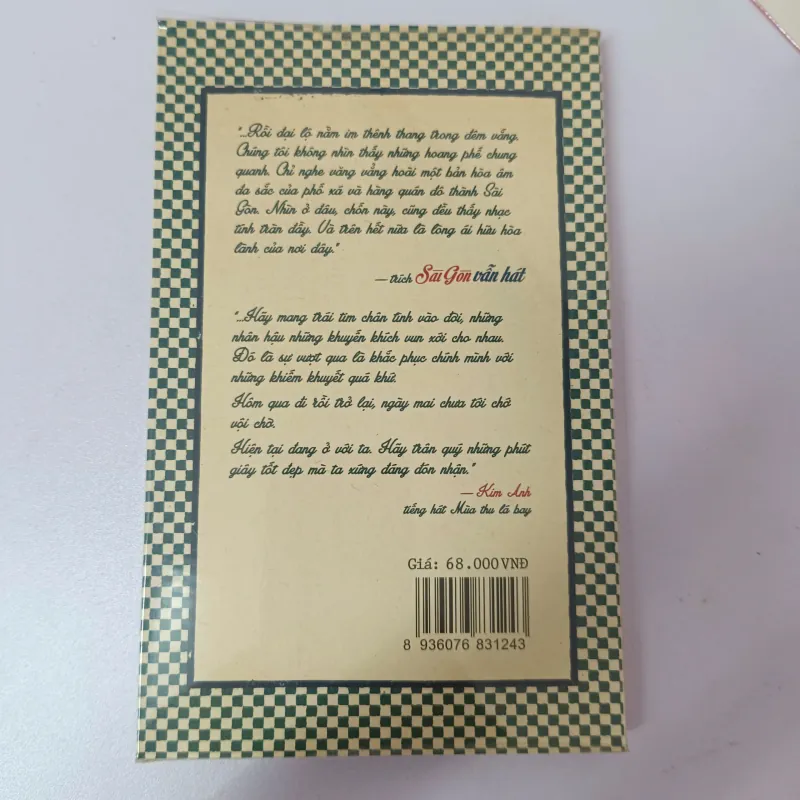 "...Rồi đại lộ nằm im thênh thang trong đêm vắng.
Chúng tôi không nhìn thấy những hoang phế chung
quanh. Chỉ nghe văng vẳng hoài một bản hòa âm
đa sắc của phố xá và hàng quán đô thành Sài
Gòn. Nhìn ở đâu, chốn này, cũng đều thấy nhạc
tính tràn đầy. Và trên hết nữa là lòng ái hữu hòa
lành của nơi đây."
— trích Sài Gòn vẫn hát
"...Hãy mang trái tim chân tình vào đời, những
nhân hậu những khuyến khích vun xới cho nhau.
Đó là sự vượt qua là khắc phục chính mình với
những khiếm khuyết quá khứ.
Hôm qua đi rồi trở lại, ngày mai chưa tới chớ
vội chờ.
Hiện tại đang ở với ta. Hãy trân quý những phút
giây tốt đẹp mà ta xứng đáng đón nhận."
— Kim Anh
tiếng hát Mùa thu lá bay
Giá: 68.000VNĐ
8 936076 831243